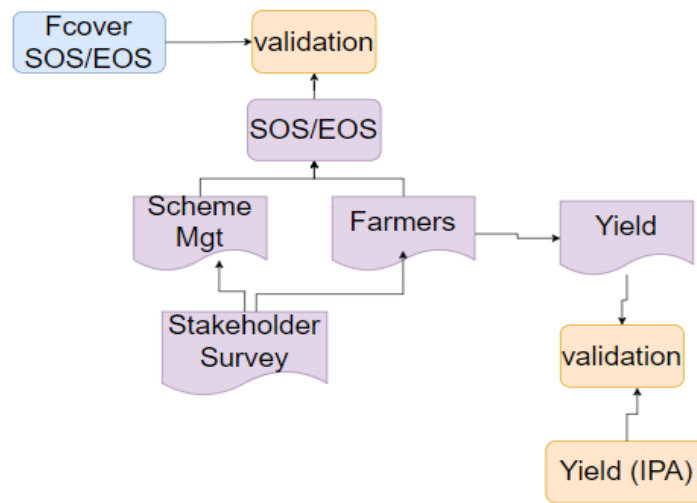 Fcover
SOS/EOS
validation
SOS/EOS
Scheme
Mgt
Farmers
Yield
Stakeholder
Survey
validation
Yield (IPA)